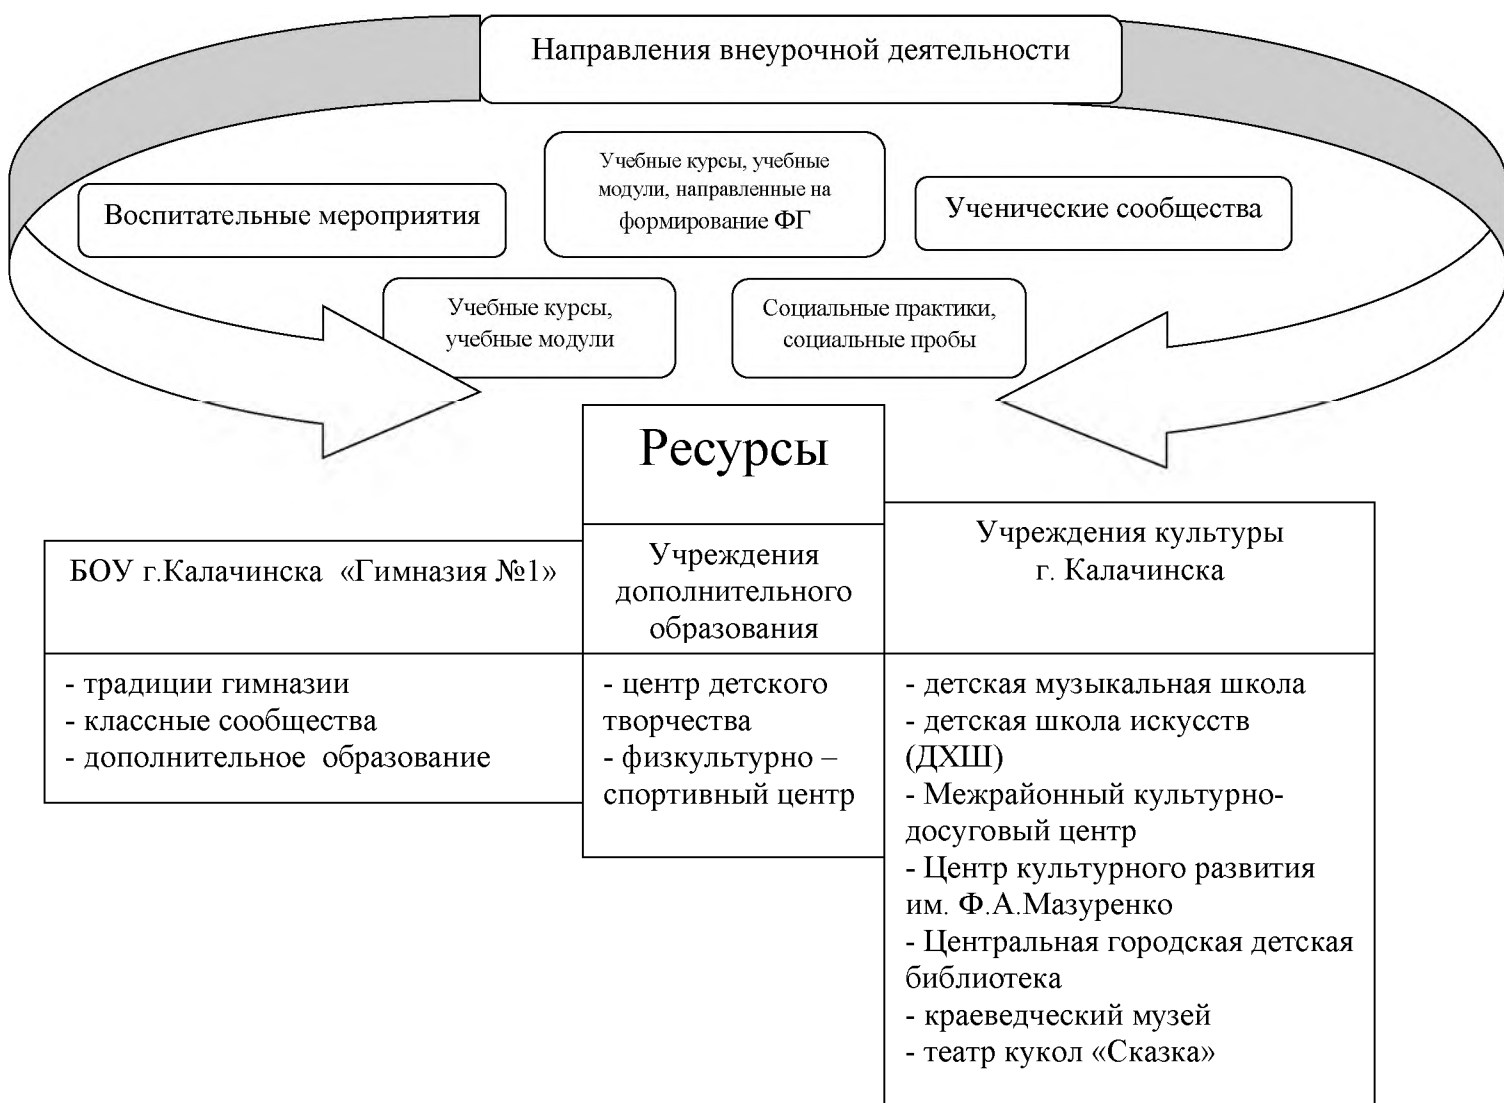 Направления внеурочной деятельности
Воспитательные мероприятия
Учебные курсы, учебные
модули, направленные на
формирование ФГ
Ученические сообщества
Учебные курсы,
учебные модули
Социальные практики,
социальные пробы
Ресурсы
БОУ г.Калачинска «Гимназия №1»
Учреждения
дополнительного
образования
Учреждения культуры
г. Калачинска
- традиции гимназии
- классные сообщества
- дополнительное образование
- центр детского
творчества
- физкультурно –
спортивный центр
- детская музыкальная школа
- детская школа искусств
(ДХШ)
- Межрайонный культурно-
досуговый центр
- Центр культурного развития
им. Ф.А.Мазуренко
- Центральная городская детская
библиотека
- краеведческий музей
- театр кукол «Сказка»